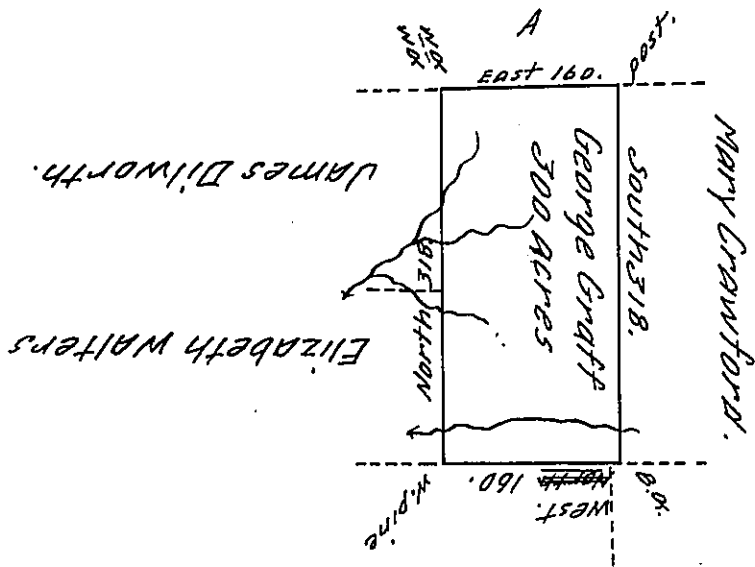 A
post.
East 160.
Mary Crawford.
South 318.
George Graff
300 Acres
James Dilworth.
North 318
Elizabeth Walters
B.O.
West.
North 160.
W. pine